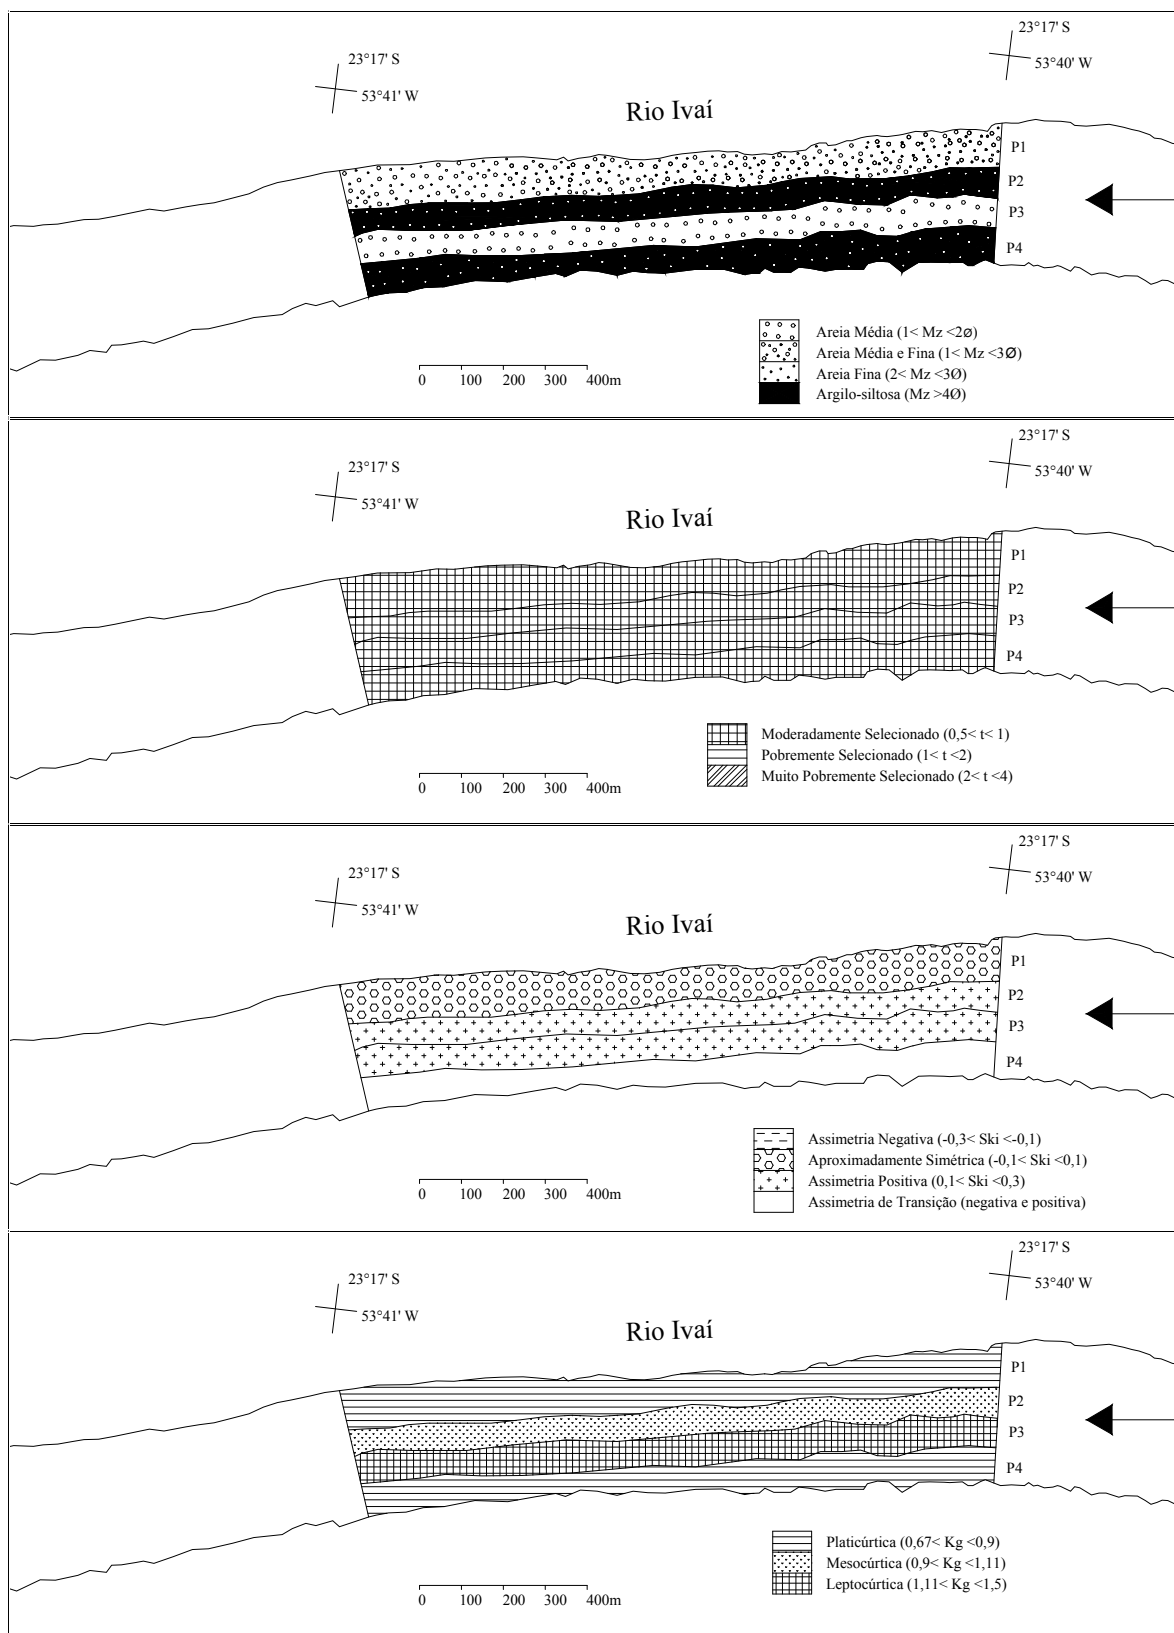 23°17' S
53°40' W
23°17' S
53°41' W
Rio Ivaí
P1
P2
P3
P4
Areia Média (1< Mz <2ø)
Areia Média e Fina (1< Mz <3Ø)
Areia Fina (2< Mz <3Ø)
Argilo-siltosa (Mz >4Ø)
0 100 200 300 400m
23°17' S
53°40' W
23°17' S
53°41' W
Rio Ivaí
P1
P2
P3
P4
Moderadamente Selecionado (0,5< t< 1)
Pobremente Selecionado (1< t <2)
Muito Pobremente Selecionado (2< t <4)
0 100 200 300 400m
23°17' S
53°40' W
23°17' S
53°41' W
Rio Ivaí
P1
P2
P3
P4
Assimetria Negativa (-0,3< Ski <-0,1)
Aproximadamente Simétrica (-0,1< Ski <0,1)
Assimetria Positiva (0,1< Ski <0,3)
Assimetria de Transição (negativa e positiva)
0 100 200 300 400m
23°17' S
53°40' W
23°17' S
53°41' W
Rio Ivaí
P1
P2
P3
P4
Platicúrtica (0,67< Kg <0,9)
Mesocúrtica (0,9< Kg <1,11)
Leptocúrtica (1,11< Kg <1,5)
0 100 200 300 400m